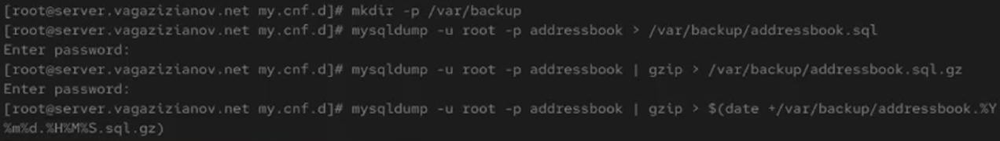 [root@server.vagazizianov.net my.cnf.d]# mkdir -p /var/backup
[root@server.vagazizianov.net my.cnf.d]# mysqldump -u root -p addressbook > /var/backup/addressbook.sql
Enter password:
[root@server.vagazizianov.net my.cnf.d]# mysqldump -u root -p addressbook | gzip > /var/backup/addressbook.sql.gz
Enter password:
[root@server.vagazizianov.net my.cnf.d]# mysqldump -u root -p addressbook | gzip > $(date +/var/backup/addressbook.%Y
%m%d.%H%M%S.sql.gz)